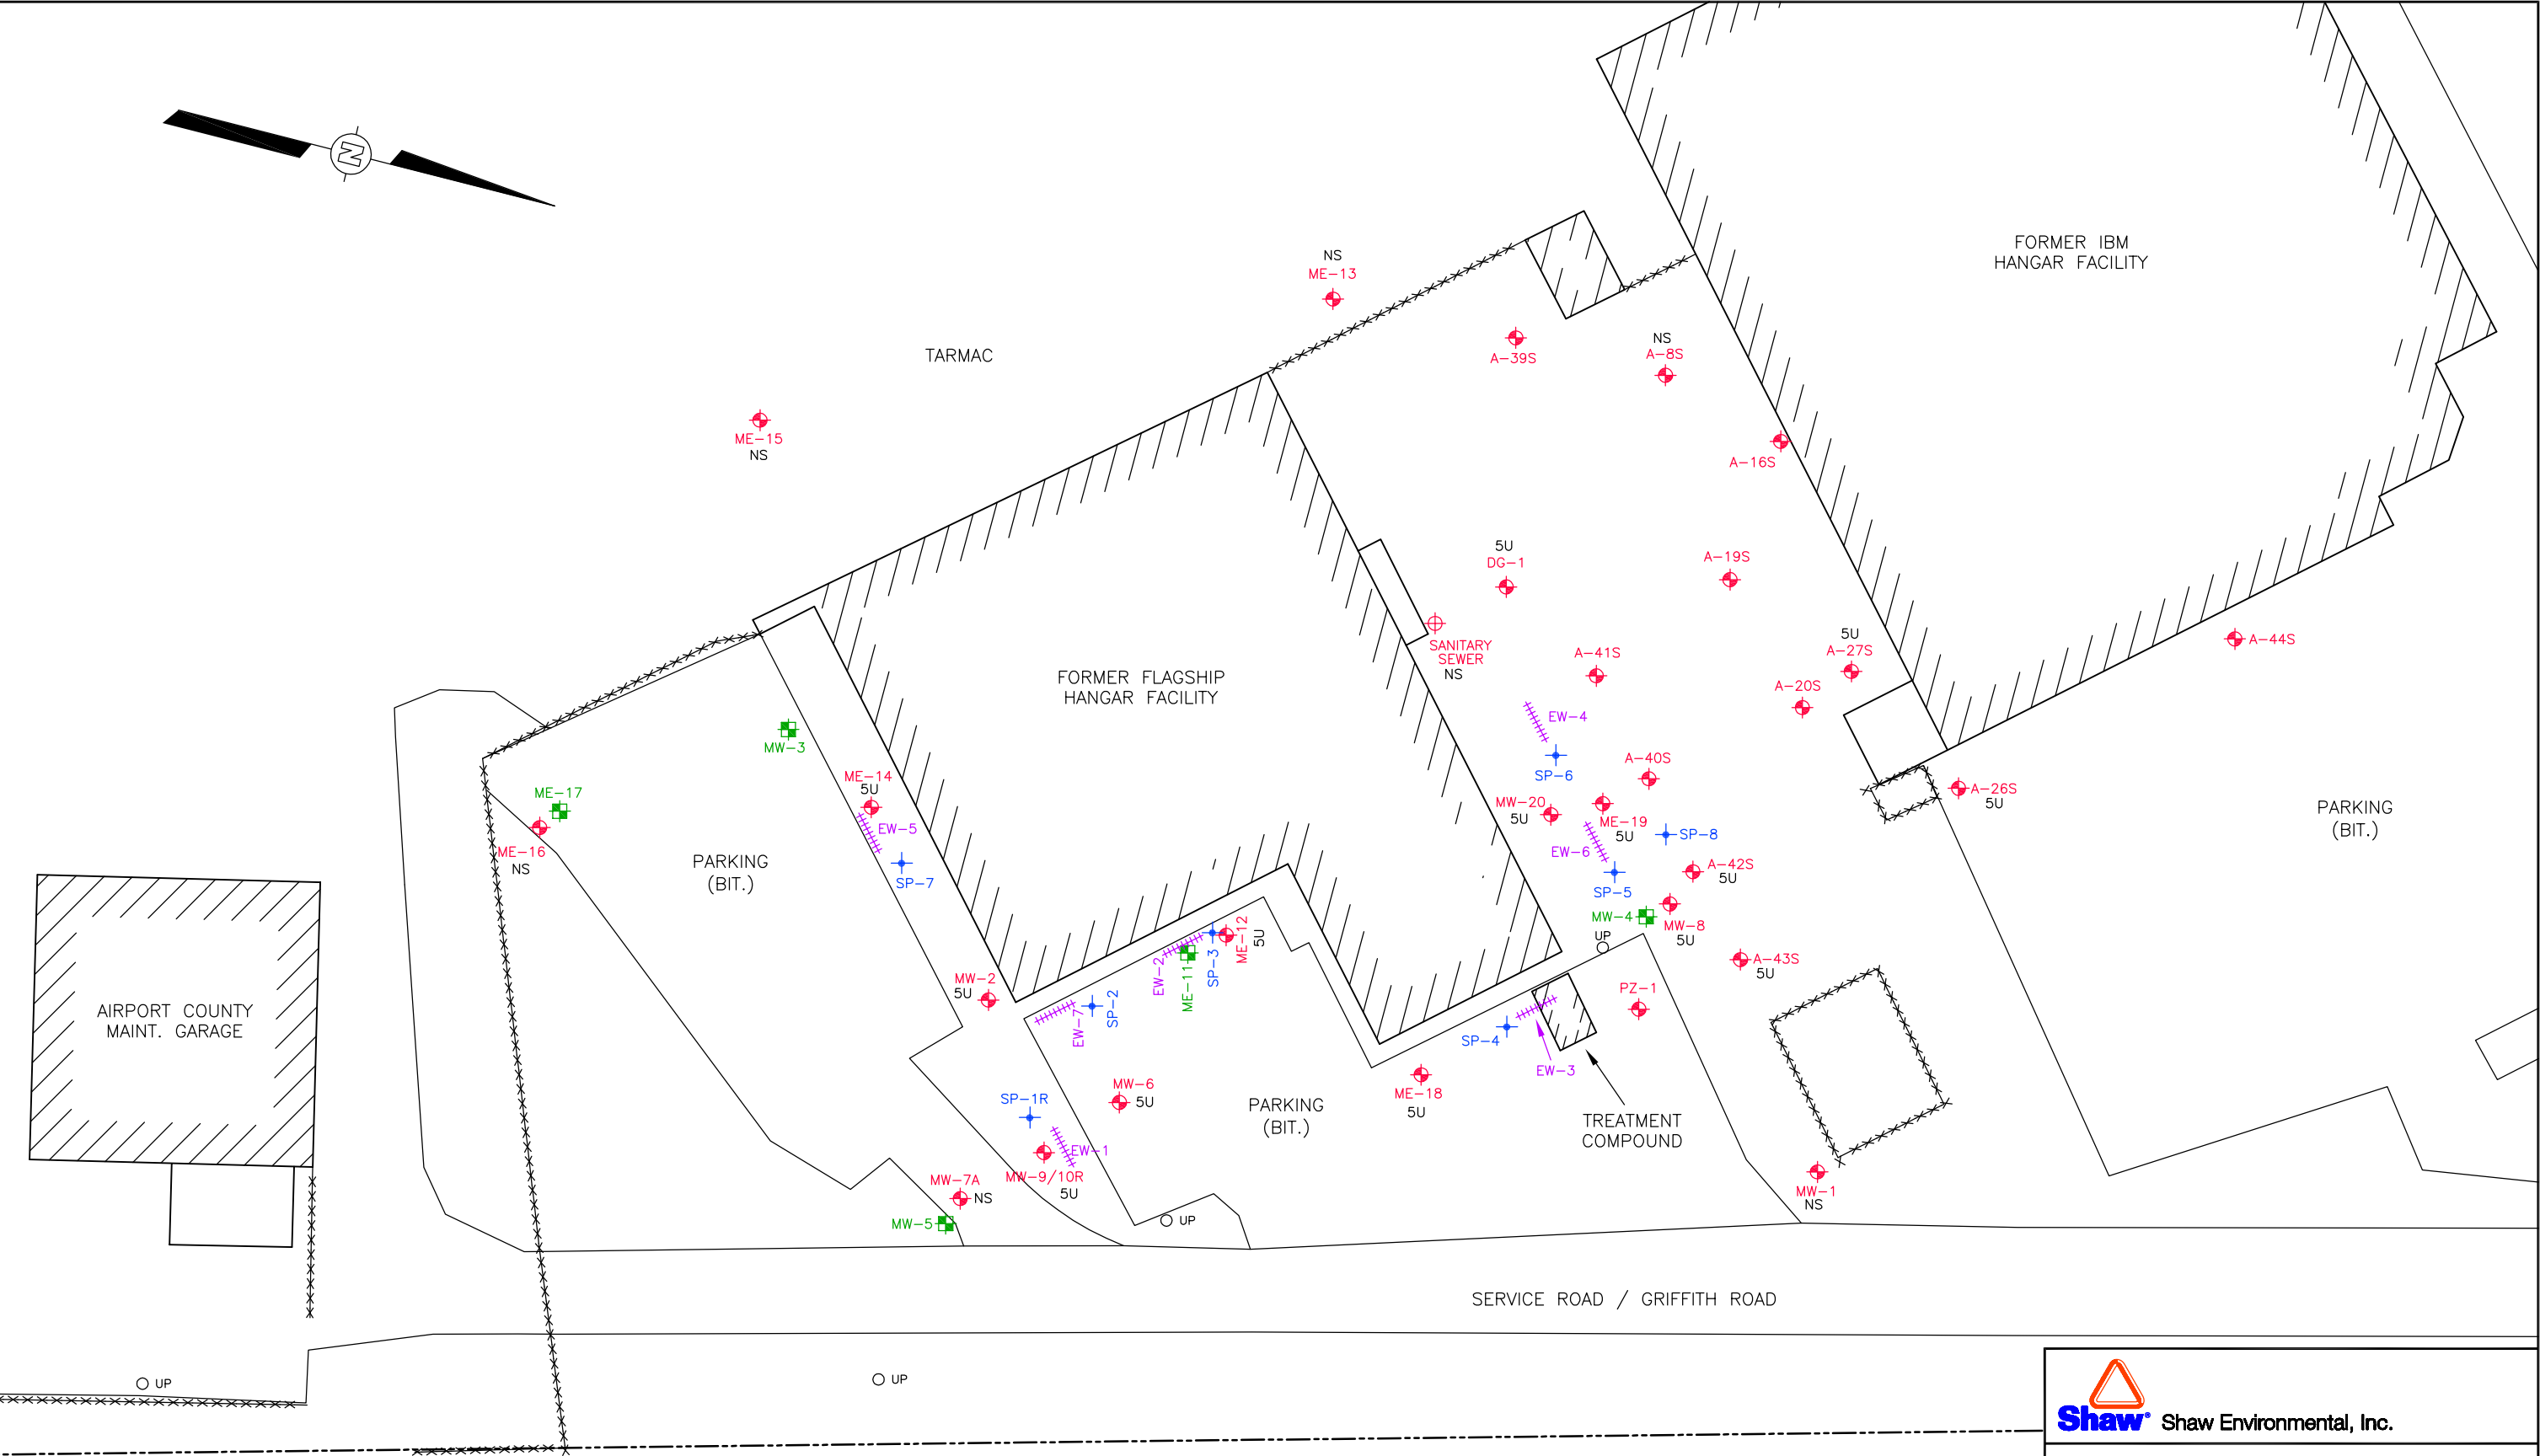 N
FORMER IBM
HANGAR FACILITY
NS
ME-13
TARMAC
A-39S
NS
A-8S
ME-15
NS
A-16S
5U
DG-1
A-19S
SANITARY
SEWER
NS
A-41S
5U
A-27S
A-44S
FORMER FLAGSHIP
HANGAR FACILITY
A-20S
EW-4
MW-3
SP-6
ME-14
5U
A-40S
ME-17
MW-20
5U
A-26S
5U
PARKING
(BIT.)
ME-19
5U
SP-8
EW-5
ME-16
NS
PARKING
(BIT.)
EW-6
SP-7
SP-5
A-42S
5U
MW-4
MW-8
5U
UP
EW-2
ME-11
SP-3
ME-12
5U
A-43S
5U
MW-2
5U
PZ-1
AIRPORT COUNTY
MAINT. GARAGE
EW-7
SP-2
SP-4
EW-3
MW-6
5U
ME-18
5U
SP-1R
PARKING
(BIT.)
TREATMENT
COMPOUND
EW-1
MW-9/10R
5U
MW-7A
NS
MW-1
NS
MW-5
UP
SERVICE ROAD / GRIFFITH ROAD
UP
UP
Shaw® Shaw Environmental, Inc.